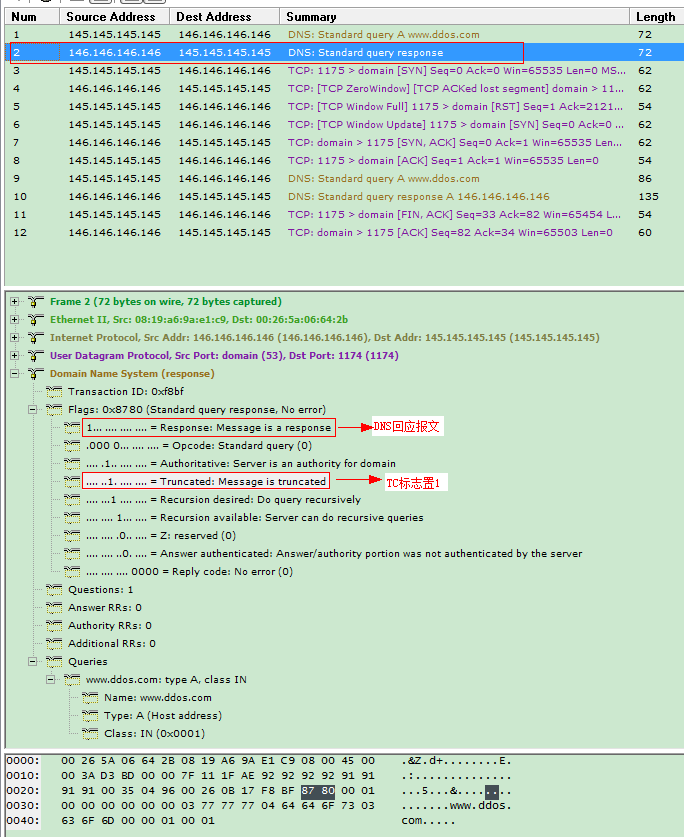 Num Source Address Dest Address Summary Length
1 145.145.145.145 146.146.146.146 DNS: Standard query A www.ddos.com 72
2 146.146.146.146 145.145.145.145 DNS: Standard query response 72
3 145.145.145.145 146.146.146.146 TCP: 1175 > domain [SYN] Seq=0 Ack=0 Win=65535 Len=0 MS... 62
4 146.146.146.146 145.145.145.145 TCP: [TCP ZeroWindow] [TCP ACKed lost segment] domain > 11... 62
5 145.145.145.145 146.146.146.146 TCP: [TCP Window Full] 1175 > domain [RST] Seq=1 Ack=2121... 54
6 145.145.145.145 146.146.146.146 TCP: [TCP Window Update] 1175 > domain [SYN] Seq=0 Ack=0 ... 62
7 146.146.146.146 145.145.145.145 TCP: domain > 1175 [SYN, ACK] Seq=0 Ack=1 Win=65535 Len=... 62
8 145.145.145.145 146.146.146.146 TCP: 1175 > domain [ACK] Seq=1 Ack=1 Win=65535 Len=0 54
9 145.145.145.145 146.146.146.146 DNS: Standard query A www.ddos.com 86
10 146.146.146.146 145.145.145.145 DNS: Standard query response A 146.146.146.146 135
11 145.145.145.145 146.146.146.146 TCP: 1175 > domain [FIN, ACK] Seq=33 Ack=82 Win=65454 L... 54
12 146.146.146.146 145.145.145.145 TCP: domain > 1175 [ACK] Seq=82 Ack=34 Win=65503 Len=0 60
Frame 2 (72 bytes on wire, 72 bytes captured)
Ethernet II, Src: 08:19:a6:9a:e1:c9, Dst: 00:26:5a:06:64:2b
Internet Protocol, Src Addr: 146.146.146.146 (146.146.146.146), Dst Addr: 145.145.145.145 (145.145.145.145)
User Datagram Protocol, Src Port: domain (53), Dst Port: 1174 (1174)
Domain Name System (response)
Transaction ID: 0xf8bf
Flags: 0x8780 (Standard query response, No error)
1... .... .... .... = Response: Message is a response DNS回应报文
.000 0... .... .... = Opcode: Standard query (0)
.... .1.. .... .... = Authoritative: Server is an authority for domain
.... ..1. .... .... = Truncated: Message is truncated TC标志置1
.... ...1 .... .... = Recursion desired: Do query recursively
.... .... 1... .... = Recursion available: Server can do recursive queries
.... .... .0.. .... = Z: reserved (0)
.... .... ..0. .... = Answer authenticated: Answer/authority portion was not authenticated by the server
.... .... .... 0000 = Reply code: No error (0)
Questions: 1
Answer RRs: 0
Authority RRs: 0
Additional RRs: 0
Queries
www.ddos.com: type A, class IN
Name: www.ddos.com
Type: A (Host address)
Class: IN (0x0001)
0000: 00 26 5A 06 64 2B 08 19 A6 9A E1 C9 08 00 45 00 .&Z.d+........E.
0010: 00 3A D3 BD 00 00 7F 11 1F AE 92 92 92 92 91 91 .:..............
0020: 91 91 00 35 04 96 00 26 0B 17 F8 BF 87 80 00 01 ...5...&........
0030: 00 00 00 00 00 00 03 77 77 77 04 64 64 6F 73 03 .......www.ddos.
0040: 63 6F 6D 00 00 01 00 01 com.....